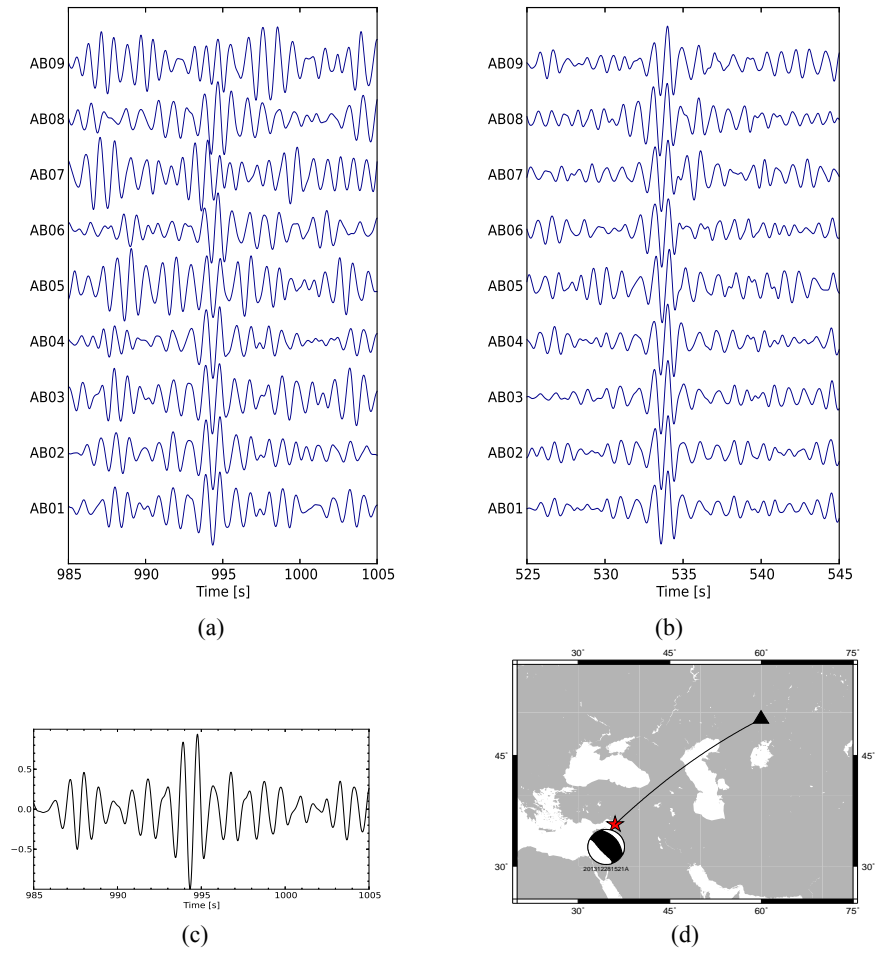 AB09
AB08
AB07
AB06
AB05
AB04
AB03
AB02
AB01
985 990 995 1000 1005
Time [s]
(a)
AB09
AB08
AB07
AB06
AB05
AB04
AB03
AB02
AB01
525 530 535 540 545
Time [s]
(b)
0.5
0.0
−0.5
985 990 995 1000 1005
Time [s]
(c)
30° 45° 60° 75°
45° 45°
30° 30°
201312281521A
30° 45° 60° 75°
(d)